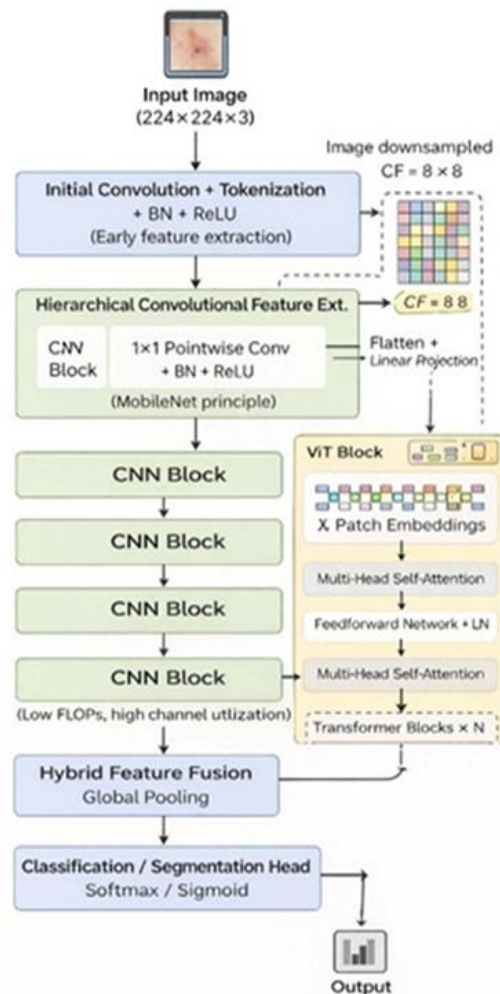 Input Image
(224×224×3)
Image downsampled
CF = 8 × 8
Initial Convolution + Tokenization
+ BN + ReLU
(Early feature extraction)
Hierarchical Convolutional Feature Ext.
CF = 8 8
CNN
Block
1×1 Pointwise Conv
+ BN + ReLU
Flatten +
Linear Projection
(MobileNet principle)
ViT Block
CNN Block
Patch Embeddings
CNN Block
Multi-Head Self-Attention
CNN Block
Feedforward Network + LN
CNN Block
Multi-Head Self-Attention
(Low FLOPs, high channel utlization)
Transformer Blocks × N
Hybrid Feature Fusion
Global Pooling
Classification / Segmentation Head
Softmax / Sigmoid
Output